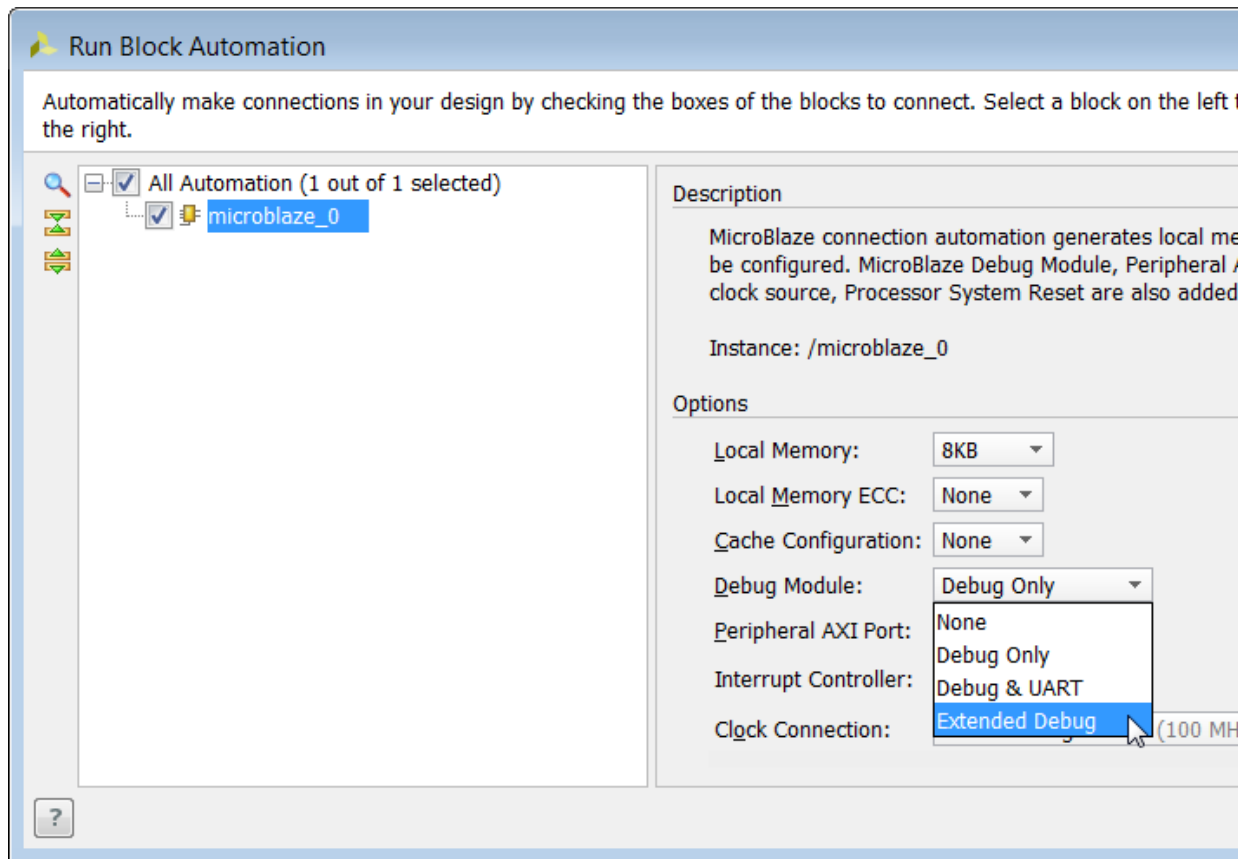 Run Block Automation
Automatically make connections in your design by checking the boxes of the blocks to connect. Select a block on the left
the right.
All Automation (1 out of 1 selected)
microblaze_0
Description
MicroBlaze connection automation generates local
be configured. MicroBlaze Debug Module, Peripheral
clock source, Processor System Reset are also added
Instance: /microblaze_0
Options
Local Memory: 8KB
Local Memory ECC: None
Cache Configuration: None
Debug Module: Debug Only
None
Peripheral AXI Port:
Debug Only
Interrupt Controller:
Debug & UART
Extended Debug
Clock Connection: (100 MH
?